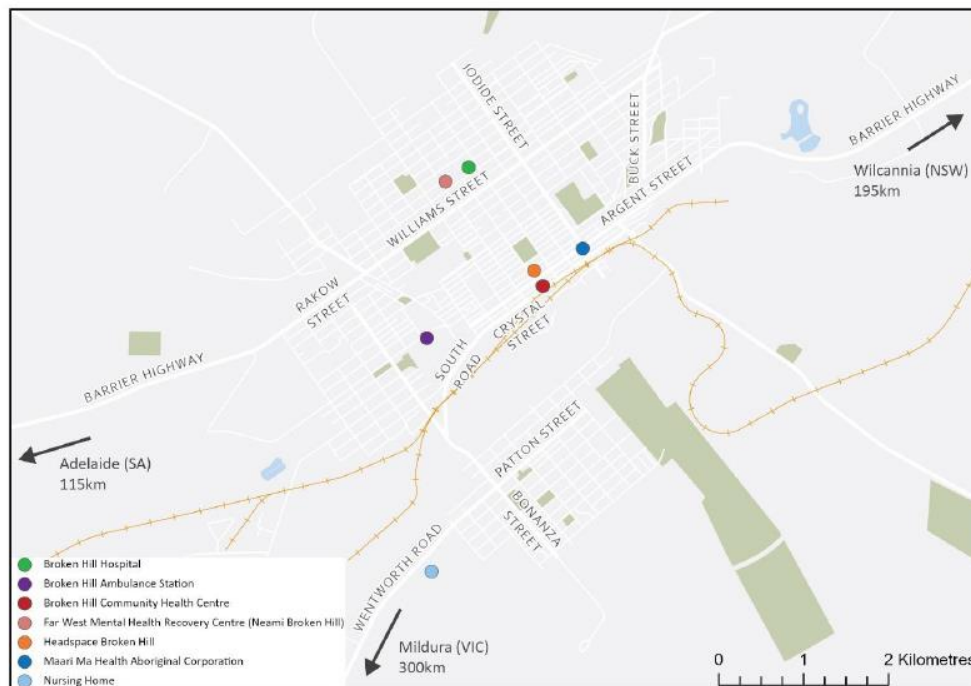 JODIDE STREET
BUCK STREET
BARRIER HIGHWAY
Wilcannia (NSW)
195km
ARGENT STREET
WILLIAMS STREET
RAKOW
STREET
CRYSTAL
STREET
SOUTH
ROAD
BARRIER HIGHWAY
Adelaide (SA)
115km
PATTON STREET
BONANZA
STREET
WENTWORTH ROAD
Mildura (VIC)
300km
Broken Hill Hospital
Broken Hill Ambulance Station
Broken Hill Community Health Centre
Far West Mental Health Recovery Centre (Neami Broken Hill)
Headspace Broken Hill
Maari Ma Health Aboriginal Corporation
Nursing Home
0 1 2 Kilometres